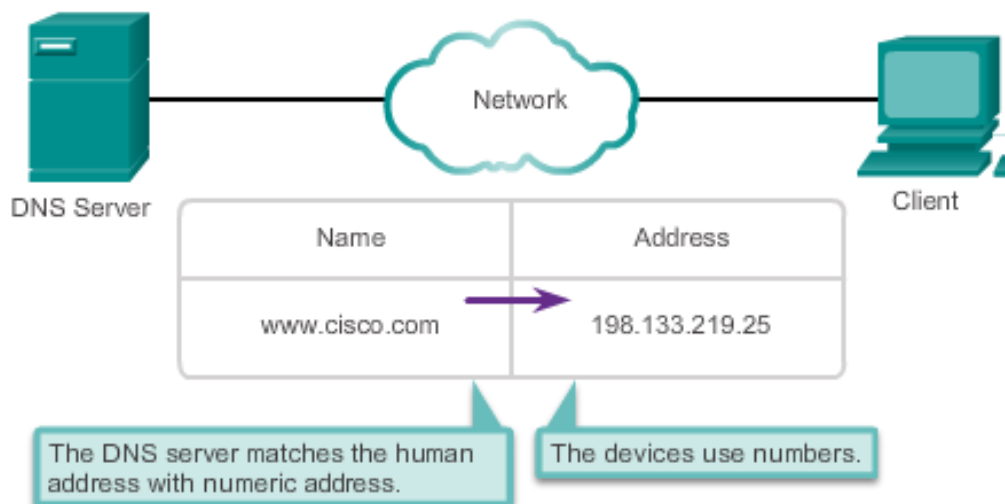 Network
DNS Server
Client
Name
Address
www.cisco.com
198.133.219.25
The DNS server matches the human
address with numeric address.
The devices use numbers.